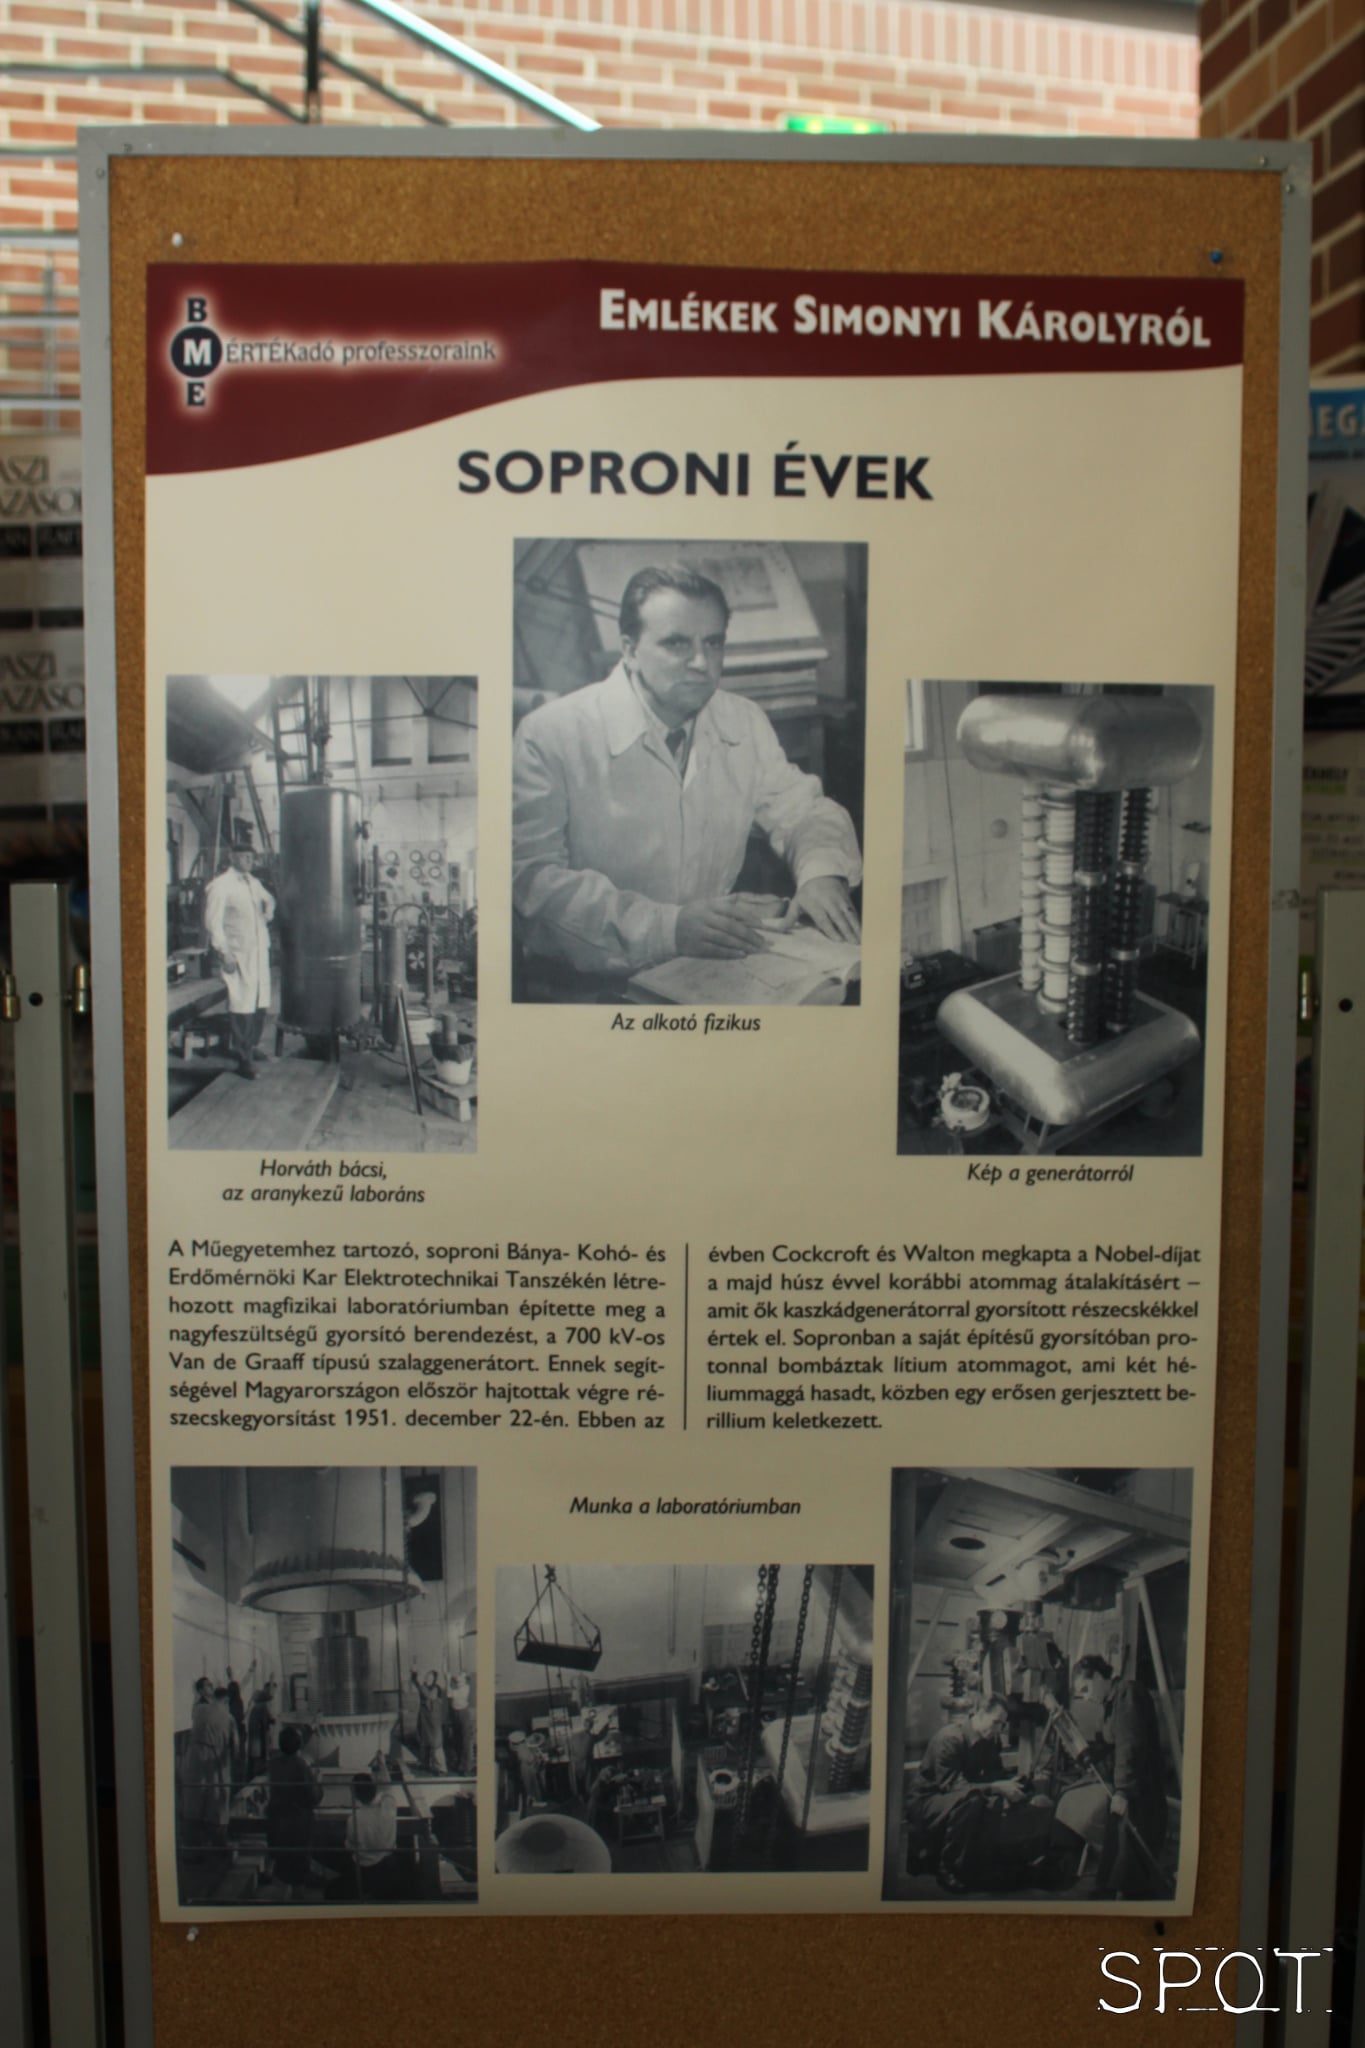 BME
MÉRTÉKadó professzoraink
EMLÉKEK SIMONYI KÁROLYRÓL
SOPRONI ÉVEK
Az alkotó fizikus
Horváth bácsi,
az aranykezű laboráns
Kép a generátorról
A Műegyetemhez tartozó, soproni Bánya- Kohó- és
Erdőmérnöki Kar Elektrotechnikai Tanszékén létre-
hozott magfizikai laboratóriumban építette meg a
nagyfeszültségű gyorsító berendezést, a 700 kV-os
Van de Graaff típusú szalaggenerátort. Ennek segít-
ségével Magyarországon először hajtottak végre ré-
szecskegyorsítást 1951. december 22-én. Ebben az
évben Cockcroft és Walton megkapta a Nobel-díjat
a majd húsz évvel korábbi atommag átalakításért –
amit ők kaszkádgenerátorral gyorsított részecskékkel
értek el. Sopronban a saját építésű gyorsítóban pro-
tonnal bombáztak lítium atommagot, ami két hé-
liummaggá hasadt, közben egy erősen gerjesztett be-
rillium keletkezett.
Munka a laboratóriumban
SPOT